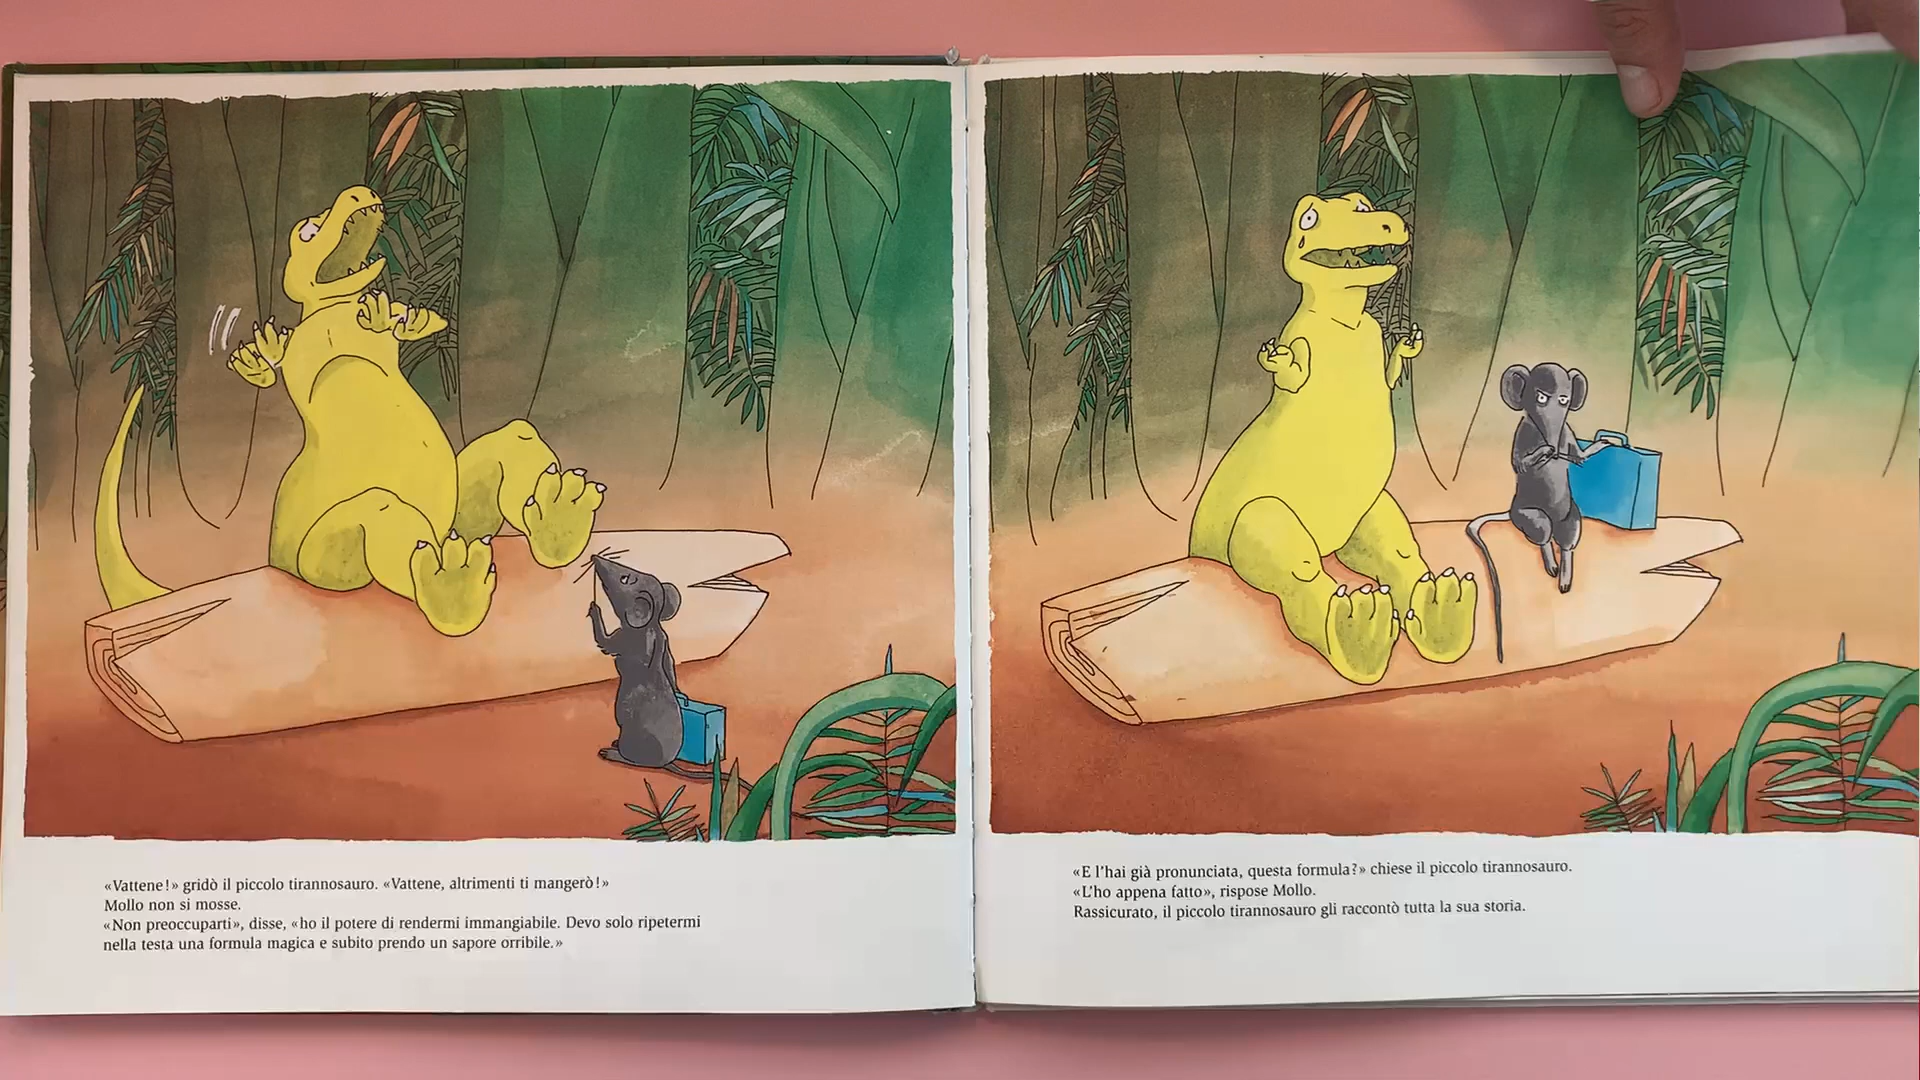 «Vattene!» gridò il piccolo tirannosauro. «Vattene, altrimenti ti mangerò!»
Mollo non si mosse.
«Non preoccuparti», disse, «ho il potere di rendermi immangiabile. Devo solo ripetermi
nella testa una formula magica e subito prendo un sapore orribile.»
«E l'hai già pronunciata, questa formula?» chiese il piccolo tirannosauro.
«L'ho appena fatto», rispose Mollo.
Rassicurato, il piccolo tirannosauro gli raccontò tutta la sua storia.